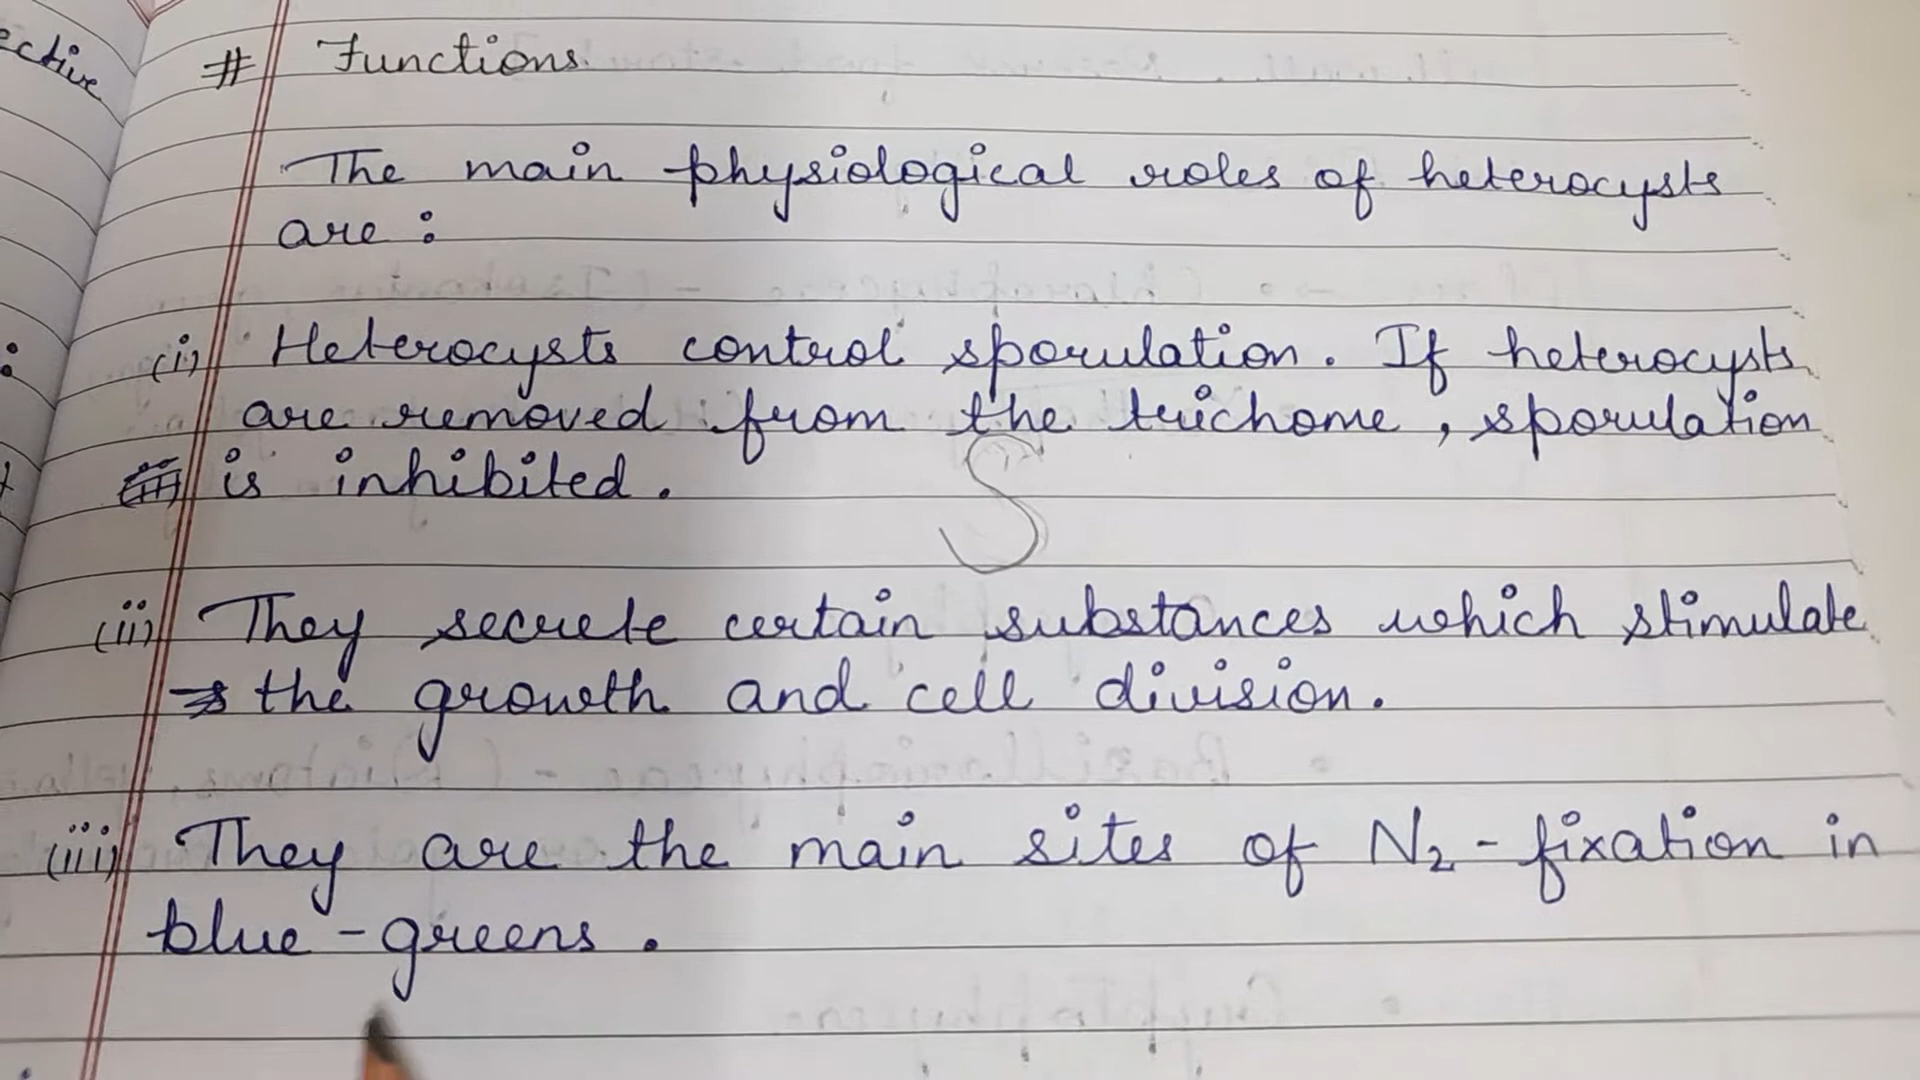 ective
# Functions.
The main physiological roles of heterocysts
are :
(i) Heterocysts control sporulation. If heterocysts
are removed from the trichome, sporulation
is inhibited.
S
(ii) They secrete certain substances which stimulate
the growth and cell division.
(iii) They are the main sites of N₂-fixation in
blue-greens.